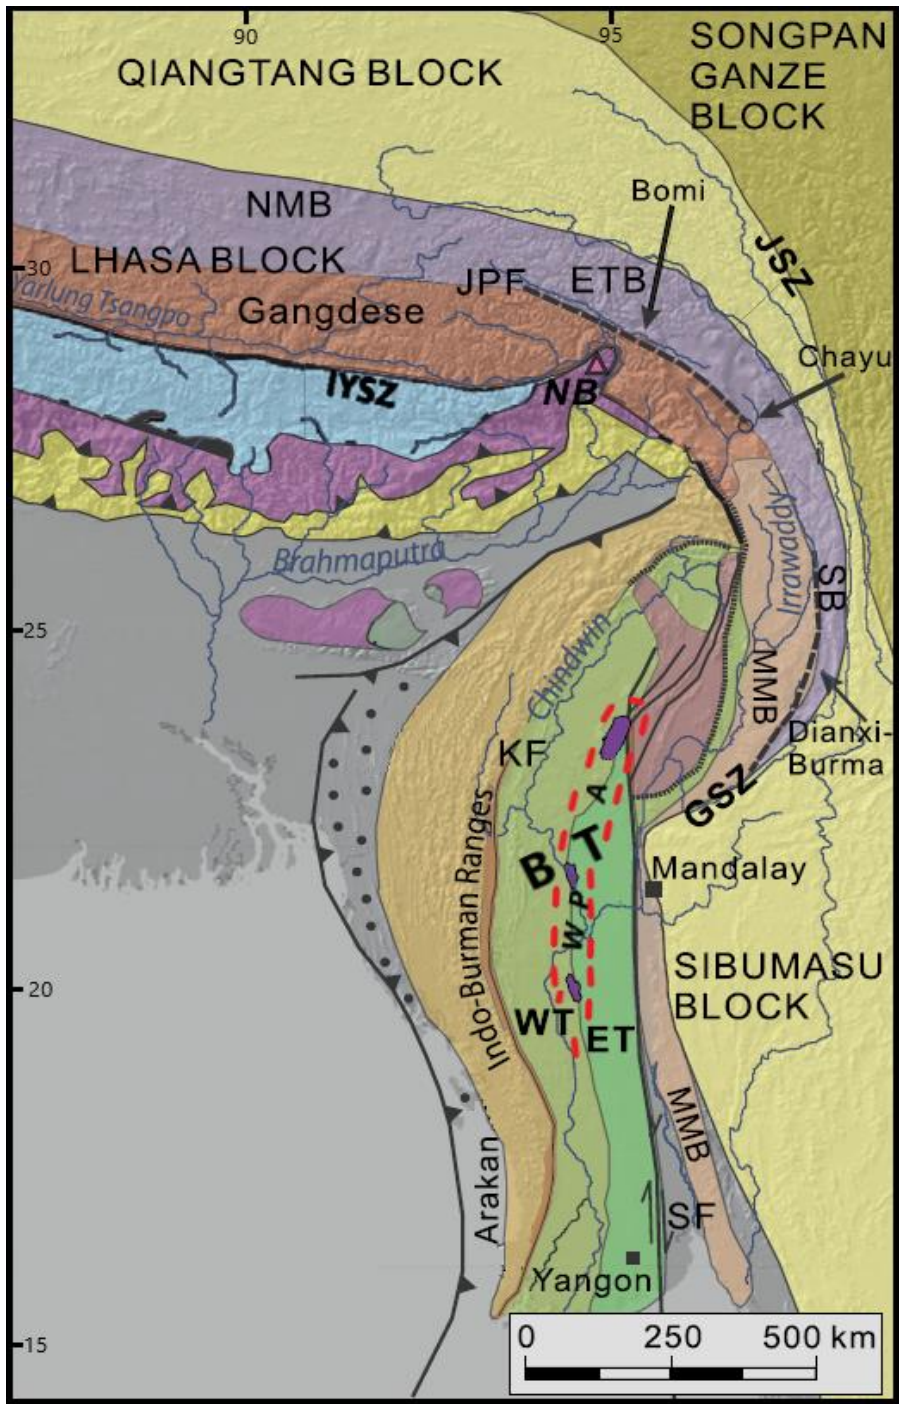 90
95
SONGPAN
GANZE
BLOCK
QIANGTANG BLOCK
Bomi
NMB
JSZ
LHASA BLOCK
30
JPF
ETB
Yarlung Tsangpo
Gangdese
Chayu
IYSZ
NB
Irrawaddy
Brahmaputra
SB
25
Chindwin
MMB
Dianxi-
Burma
KF
GSZ
A
B T
Mandalay
Indo-Burman Ranges
W P
SIBUMASU
BLOCK
20
WT
ET
MMB
Arakan
SF
Yangon
0 250 500 km
15